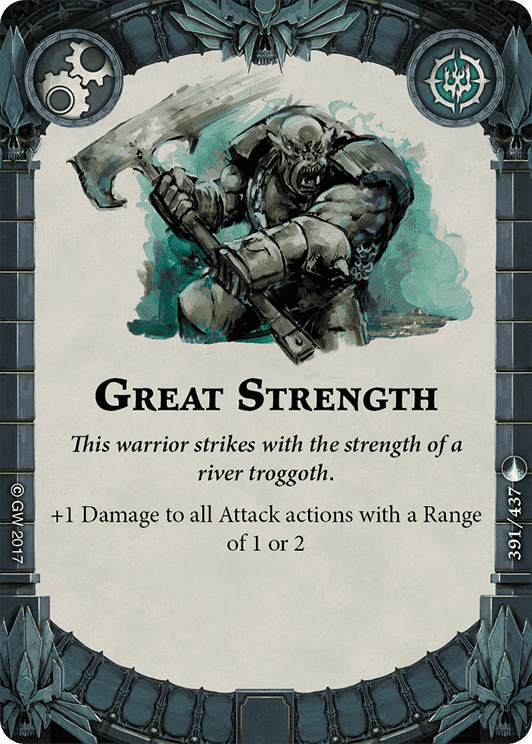 GREAT STRENGTH
This warrior strikes with the strength of a
river troggoth.
+1 Damage to all Attack actions with a Range
of 1 or 2
© GW 2017
391/437